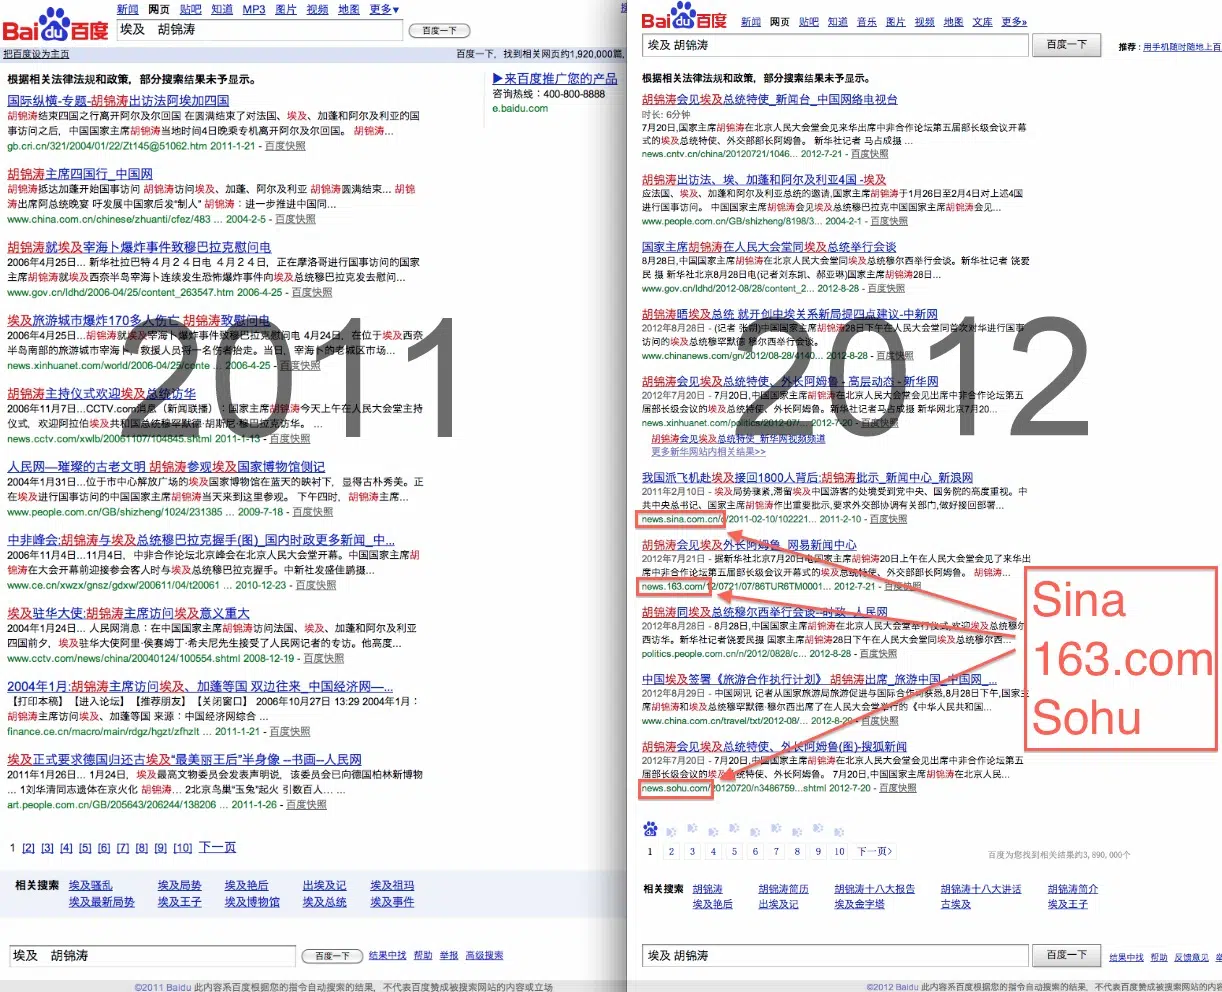 新闻 网页 贴吧 知道 MP3 图片 视频 地图 更多▼
Bai du 百度
埃及 胡锦涛
百度一下
把百度设为主页
百度一下，找到相关网页约1,920,000篇,
根据相关法律法规和政策，部分搜索结果未予显示。
▶来百度推广您的产品
咨询热线：400-800-8888
e.baidu.com
国际纵横-专题-胡锦涛出访法阿埃加四国
胡锦涛结束四国之行离开阿尔及尔回国 在圆满结束了对法国、埃及、加蓬和阿尔及利亚的国
事访问之后，中国国家主席胡锦涛当地时间4日晚乘专机离开阿尔及尔回国。 胡锦涛...
gb.cri.cn/321/2004/01/22/Zt145@51062.htm 2011-1-21 - 百度快照
胡锦涛主席四国行_中国网
胡锦涛抵达加蓬开始国事访问 胡锦涛访问埃及、加蓬、阿尔及利亚 胡锦涛圆满结束... 胡锦
涛出席阿总统晚宴 吁发展中国家后发“制人” 胡锦涛：进一步推进中国同...
www.china.com.cn/chinese/zhuanti/cfez/483 ... 2004-2-5 - 百度快照
胡锦涛就埃及宰海卜爆炸事件致穆巴拉克慰问电
2006年4月25日... 新华社拉巴特４月２４日电 ４月２４日，正在摩洛哥进行国事访问的国家
主席胡锦涛就埃及西奈半岛宰海卜连续发生恐怖爆炸事件向埃及总统穆巴拉克发去慰问...
www.gov.cn/ldhd/2006-04/25/content_263547.htm 2006-4-25 - 百度快照
埃及旅游城市爆炸170多人伤亡 胡锦涛致慰问电
2006年4月25日... 胡锦涛就埃及宰海卜爆炸事件致慰问电 4月24日，在位于埃及西奈
半岛南部的旅游城市宰海卜，救援人员将一名伤者抬走。当日，宰海卜的老城区市场...
news.xinhuanet.com/world/2006-04/25/conte ... 2006-4-25 - 百度快照
胡锦涛主持仪式欢迎埃及总统访华
2006年11月7日...CCTV.com消息（新闻联播）：国家主席胡锦涛今天上午在人民大会堂主持
仪式，欢迎阿拉伯埃及共和国总统穆罕默德·胡斯尼·穆巴拉克访华。 ...
news.cctv.com/xwlb/20061107/104845.shtml 2011-1-13 - 百度快照
人民网—璀璨的古老文明 胡锦涛参观埃及国家博物馆侧记
2004年1月31日...位于市中心解放广场的埃及国家博物馆在蓝天的映衬下，显得古朴秀美。正
在埃及进行国事访问的中国国家主席胡锦涛当天来到这里参观。 下午四时，胡锦涛主席...
www.people.com.cn/GB/shizheng/1024/231385 ... 2009-7-18 - 百度快照
中非峰会:胡锦涛与埃及总统穆巴拉克握手(图)_国内时政更多新闻_中...
2006年11月4日...11月4日，中非合作论坛北京峰会在北京人民大会堂开幕。中国国家主席胡
锦涛在大会开幕前迎接参会客人时与埃及总统穆巴拉克握手。中新社发盛佳鹏摄...
www.ce.cn/xwzx/gnsz/gdxw/200611/04/t20061 ... 2010-12-23 - 百度快照
埃及驻华大使:胡锦涛主席访问埃及意义重大
2004年1月24日... 人民网消息：在中国国家主席胡锦涛访问法国、埃及、加蓬和阿尔及利亚
四国前夕，埃及驻华大使阿里·侯赛姆丁·希夫尼先生接受了人民网记者的专访。他高度...
www.cctv.com/news/china/20040124/100554.shtml 2008-12-19 - 百度快照
2004年1月:胡锦涛主席访问埃及、加蓬等国 双边往来_中国经济网—...
【打印本稿】【进入论坛】【推荐朋友】【关闭窗口】 2006年10月27日 13:29 2004年1月：
胡锦涛主席访问埃及、加蓬等国 来源：中国经济网综合 ...
finance.ce.cn/macro/main/rdgz/hgzt/zfhzlt ... 2011-1-21 - 百度快照
埃及正式要求德国归还古埃及“最美丽王后”半身像 --书画--人民网
2011年1月26日... 1月24日，埃及最高文物委员会发表声明说，该委员会已向德国柏林新博物
... 1刘华清同志遗体在京火化 胡锦涛... 2北京鸟巢“玉兔”起火 引数百人... ...
art.people.com.cn/GB/205643/206244/138206 ... 2011-1-26 - 百度快照
1 [2] [3] [4] [5] [6] [7] [8] [9] [10] 下一页
相关搜索 埃及骚乱 埃及局势 埃及艳后 出埃及记 埃及祖玛
埃及最新局势 埃及王子 埃及博物馆 埃及总统 埃及事件
埃及 胡锦涛
百度一下
结果中找 帮助 举报 高级搜索
©2011 Baidu 此内容系百度根据您的指令自动搜索的结果，不代表百度赞成被搜索网站的内容或立场
2011
Bai du 百度
新闻 网页 贴吧 知道 音乐 图片 视频 地图 文库 更多»
埃及 胡锦涛
百度一下
推荐：用手机随时随地上百
根据相关法律法规和政策，部分搜索结果未予显示。
胡锦涛会见埃及总统特使_新闻台_中国网络电视台
时长: 6分钟
7月20日,国家主席胡锦涛在北京人民大会堂会见来华出席中非合作论坛第五届部长级会议开幕
式的埃及总统特使、外交部部长阿姆鲁。 新华社记者 马占成摄 ...
news.cntv.cn/china/20120721/1046... 2012-7-21 - 百度快照
胡锦涛出访法、埃、加蓬和阿尔及利亚4国 -埃及
应法国、埃及、加蓬和阿尔及利亚总统的邀请,国家主席胡锦涛于1月26日至2月4日对上述4国
进行国事访问。 中国国家主席胡锦涛会见埃及总统穆巴拉克中国国家主席胡锦涛会见...
www.people.com.cn/GB/shizheng/8198/3... 2004-2-1 - 百度快照
国家主席胡锦涛在人民大会堂同埃及总统举行会谈
8月28日,中国国家主席胡锦涛在北京人民大会堂同埃及总统穆尔西举行会谈。新华社记者 饶爱
民 摄 新华社北京8月28日电(记者刘东凯、郝亚琳)国家主席胡锦涛28日...
www.gov.cn/ldhd/2012-08/28/content_2... 2012-8-28 - 百度快照
胡锦涛晤埃及总统 就开创中埃关系新局提四点建议-中新网
2012年8月28日 - (记者 张朔)中国国家主席胡锦涛28日下午在人民大会堂同首次对华进行国事
访问的埃及总统穆罕默德·穆尔西举行会谈。
www.chinanews.com/gn/2012/08-28/4140... 2012-8-28 - 百度快照
胡锦涛会见埃及总统特使、外长阿姆鲁 - 高层动态 - 新华网
2012年7月20日 - 7月20日,中国国家主席胡锦涛在北京人民大会堂会见出席中非合作论坛第五
届部长级会议的埃及总统特使、外长阿姆鲁。新华社记者马占成摄 新华网北京7月20...
news.xinhuanet.com/politics/2012-07/... 2012-7-20 - 百度快照
胡锦涛会见埃及总统特使_新华网视频频道
更多新华网站内相关结果>>
我国派飞机赴埃及接回1800人背后:胡锦涛批示_新闻中心_新浪网
2011年2月10日 - 埃及局势骤紧,滞留埃及中国游客的处境受到党中央、国务院的高度重视。中
共中央总书记、国家主席胡锦涛作出重要批示,要求外交部协调有关部门,做好接回部署...
news.sina.com.cn/c/2011-02-10/102221... 2011-2-10 - 百度快照
胡锦涛会见埃及外长阿姆鲁_网易新闻中心
2012年7月21日 - 据新华社北京7月20日电国家主席胡锦涛20日上午在人民大会堂会见了来华出
席中非合作论坛第五届部长级会议开幕式的埃及总统特使、外交部部长阿姆鲁。 胡锦涛...
news.163.com/12/0721/07/86TUR6TM0001... 2012-7-21 - 百度快照
胡锦涛同埃及总统穆尔西举行会谈--时政--人民网
2012年8月28日 - 8月28日,中国国家主席胡锦涛在北京人民大会堂举行仪式,欢迎埃及总统穆尔
西访华。新华社记者饶爱民摄 国家主席胡锦涛28日下午在人民大会堂同埃及总统穆尔西...
politics.people.com.cn/n/2012/0828/c... 2012-8-28 - 百度快照
中国埃及签署《旅游合作执行计划》 胡锦涛出席_旅游中国_中国网_...
2012年8月29日 - 中国网讯 记者从国家旅游局旅游促进与国际合作司获悉,8月28日下午,国家主
席胡锦涛和埃及总统穆罕默德·穆尔西出席了在人民大会堂举行的《中华人民共和国...
www.china.com.cn/travel/txt/2012-08/... 2012-8-29 - 百度快照
胡锦涛会见埃及总统特使、外长阿姆鲁(图)-搜狐新闻
2012年7月20日 - 7月20日,中国国家主席胡锦涛在北京人民大会堂会见出席中非合作论坛第五
届部长级会议的埃及总统特使、外长阿姆鲁。 7月20日,中国国家主席胡锦涛在北京人民...
news.sohu.com/20120720/n3486759...shtml 2012-7-20 - 百度快照
1 2 3 4 5 6 7 8 9 10 下一页>
百度为您找到相关结果约3,890,000个
相关搜索 胡锦涛 胡锦涛简历 胡锦涛十八大报告 胡锦涛十八大讲话 胡锦涛简介
埃及艳后 出埃及记 埃及金字塔 古埃及 埃及王子
埃及 胡锦涛
百度一下
结果中找 帮助 反馈意见
©2012 Baidu 此内容系百度根据您的指令自动搜索的结果，不代表百度赞成被搜索网站的内容
2012
Sina
163.com
Sohu